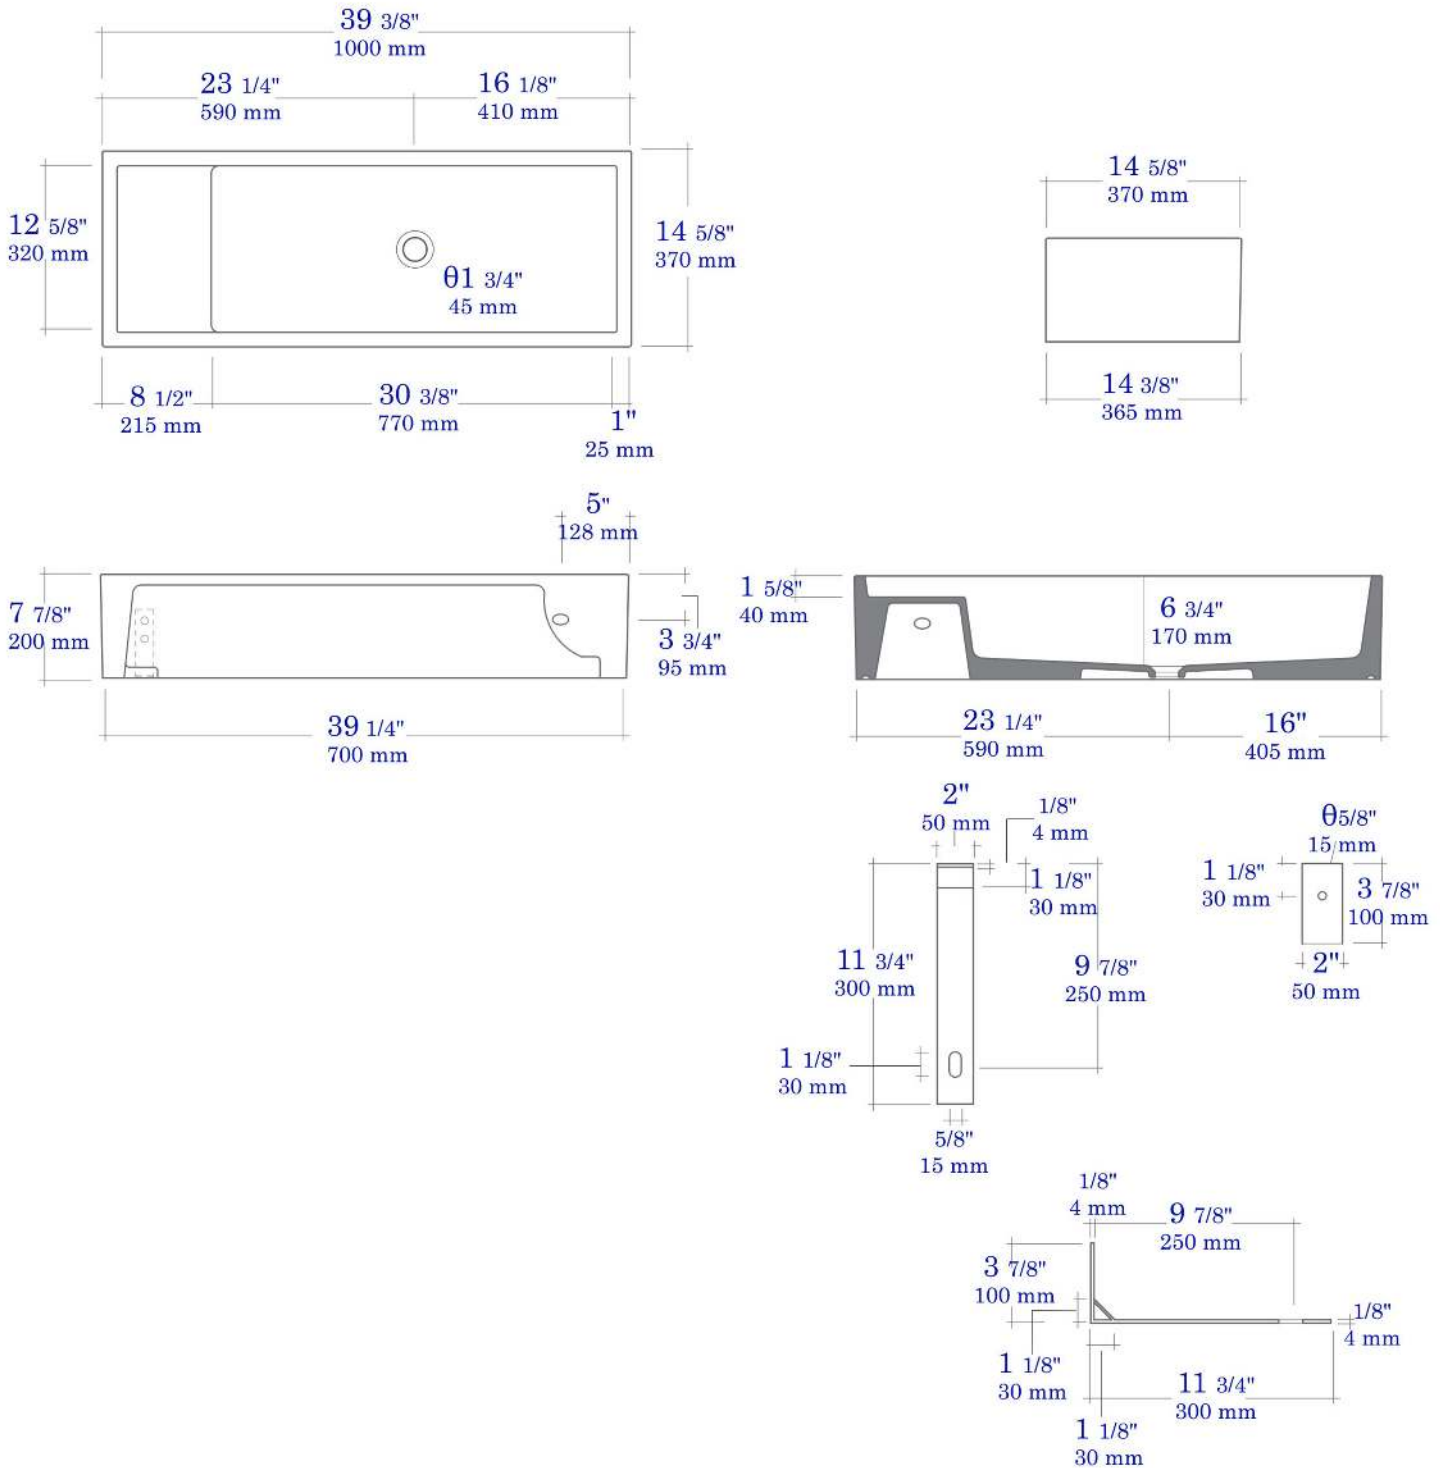 39 3/8"
1000 mm
23 1/4"
590 mm
16 1/8"
410 mm
12 5/8"
320 mm
14 5/8"
370 mm
θ1 3/4"
45 mm
8 1/2"
215 mm
30 3/8"
770 mm
1"
25 mm
14 5/8"
370 mm
14 3/8"
365 mm
5"
128 mm
7 7/8"
200 mm
3 3/4"
95 mm
39 1/4"
700 mm
1 5/8"
40 mm
6 3/4"
170 mm
23 1/4"
590 mm
16"
405 mm
2"
50 mm
1/8"
4 mm
1 1/8"
30 mm
11 3/4"
300 mm
9 7/8"
250 mm
1 1/8"
30 mm
5/8"
15 mm
θ5/8"
15 mm
1 1/8"
30 mm
3 7/8"
100 mm
2"
50 mm
1/8"
4 mm
9 7/8"
250 mm
3 7/8"
100 mm
1/8"
4 mm
1 1/8"
30 mm
11 3/4"
300 mm
1 1/8"
30 mm